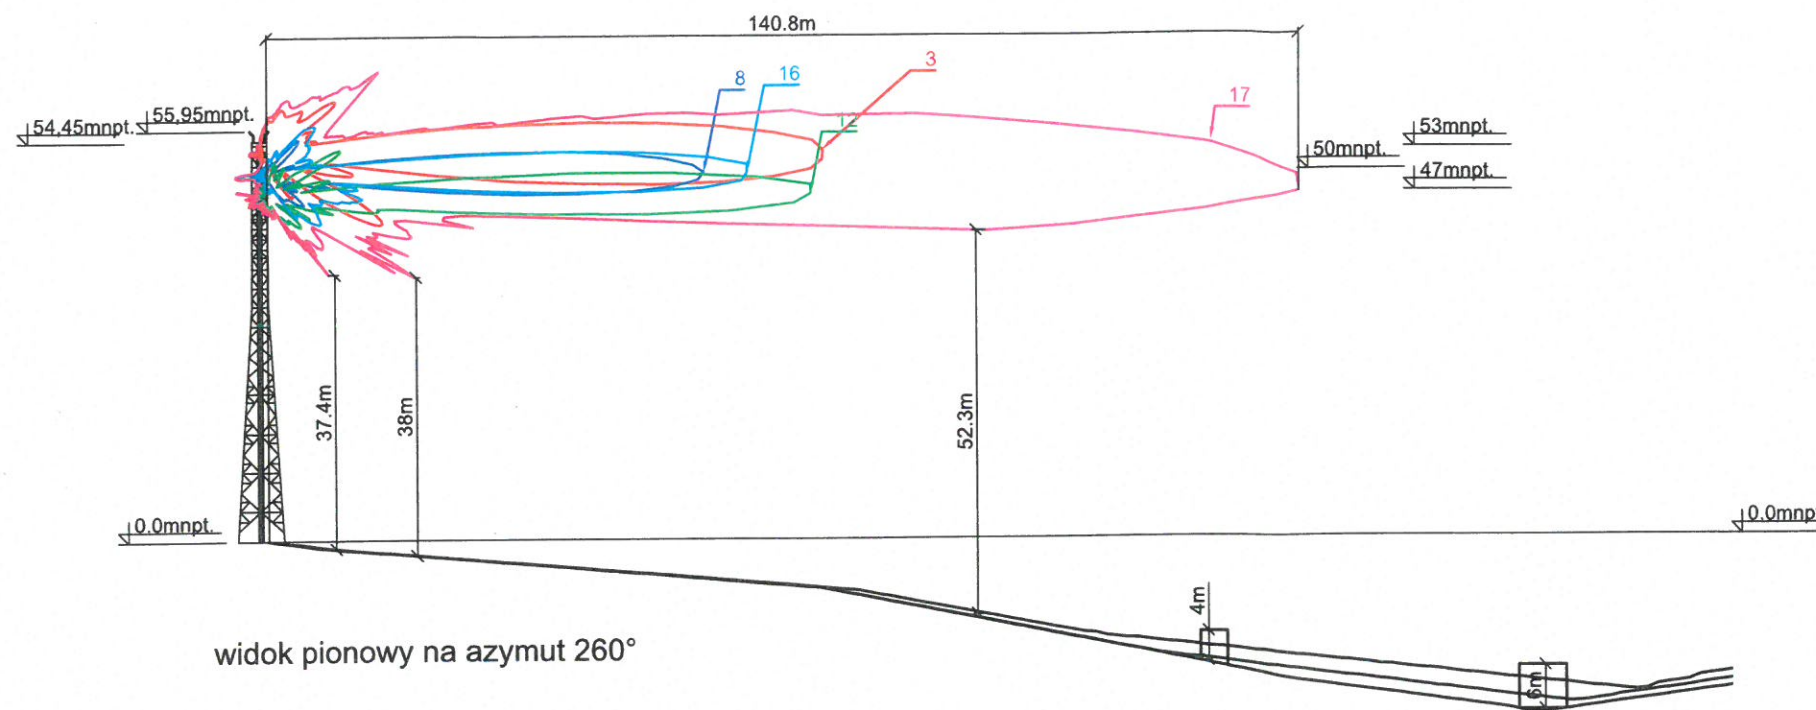 140.8m
8
16
3
17
12
54,45mnpt.
55,95mnpt.
53mnpt.
50mnpt.
47mnpt.
37.4m
38m
52.3m
0.0mnpt.
0.0mnpt
4m
6m
widok pionowy na azymut 260°